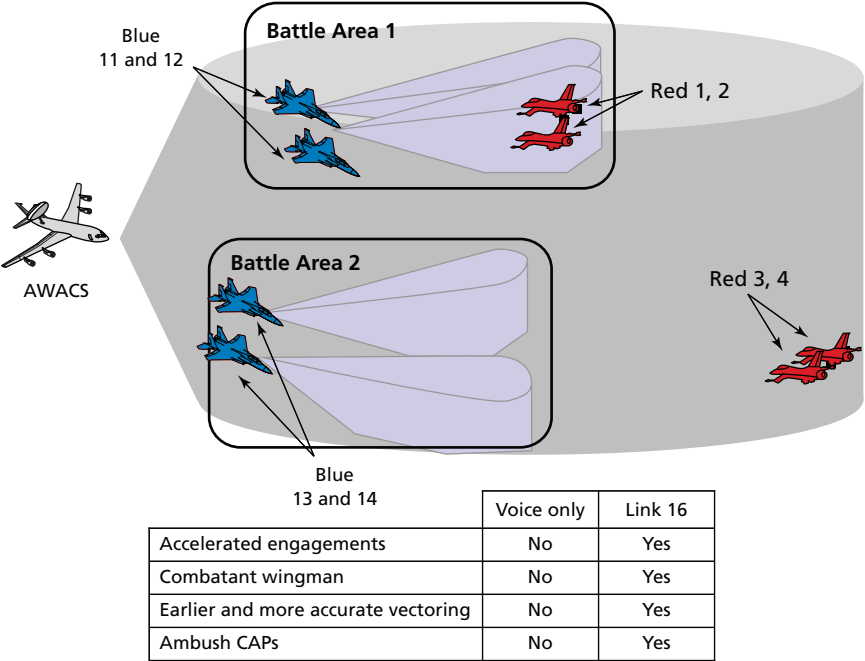 Battle Area 1
Blue
11 and 12
Red 1, 2
AWACS
Battle Area 2
Red 3, 4
Blue
13 and 14
Voice only Link 16
Accelerated engagements No Yes
Combatant wingman No Yes
Earlier and more accurate vectoring No Yes
Ambush CAPs No Yes